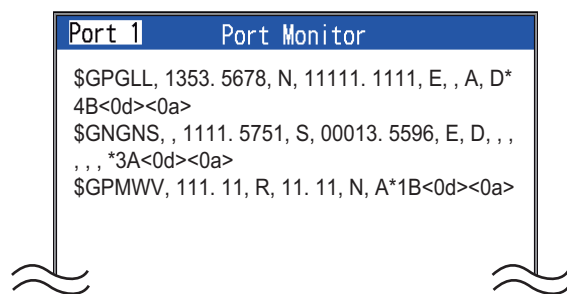 Port 1 Port Monitor
$GPGLL, 1353. 5678, N, 11111. 1111, E, , A, D*
4B<0d><0a>
$GNGNS, , 1111. 5751, S, 00013. 5596, E, D, , ,
, , , *3A<0d><0a>
$GPMWV, 111. 11, R, 11. 11, N, A*1B<0d><0a>